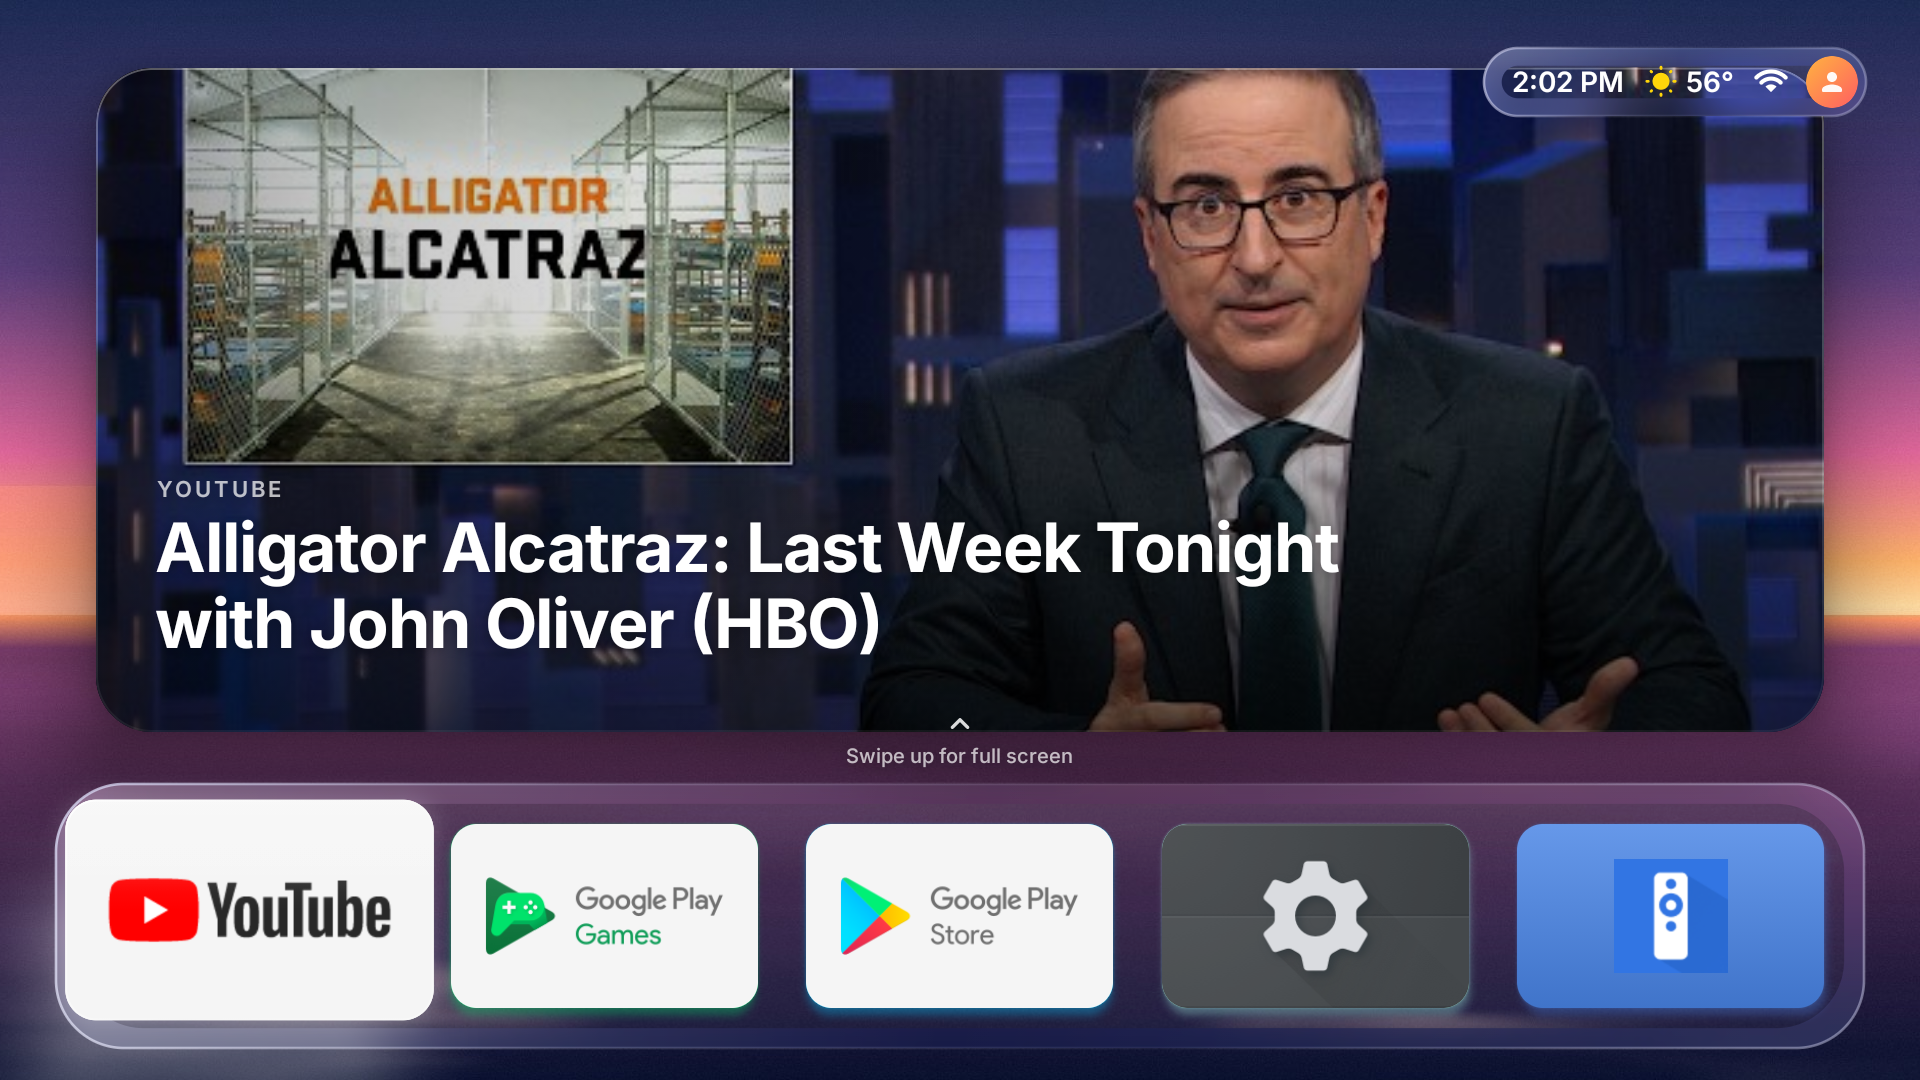 2:02 PM 56°
ALLIGATOR
ALCATRAZ
YOUTUBE
Alligator Alcatraz: Last Week Tonight
with John Oliver (HBO)
Swipe up for full screen
YouTube
Google Play
Games
Google Play
Store